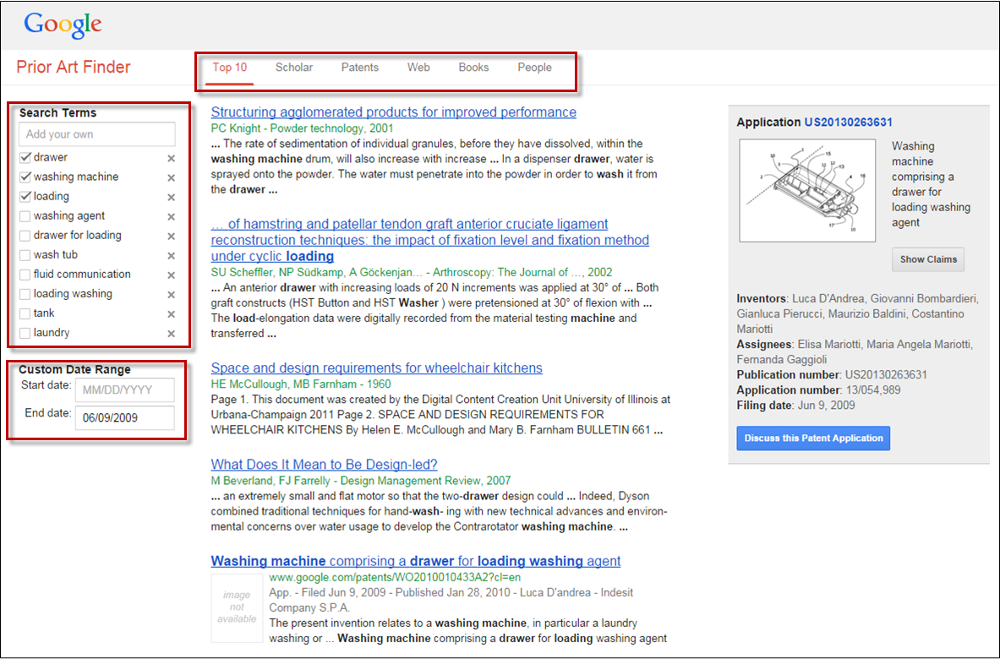 Google
Prior Art Finder
Top 10 Scholar Patents Web Books People
Search Terms
Add your own
drawer
washing machine
loading
washing agent
drawer for loading
wash tub
fluid communication
loading washing
tank
laundry
Custom Date Range
Start date: MM/DD/YYYY
End date: 06/09/2009
Structuring agglomerated products for improved performance
PC Knight - Powder technology, 2001
... The rate of sedimentation of individual granules, before they have dissolved, within the
washing machine drum, will also increase with increase ... In a dispenser drawer, water is
sprayed onto the powder. The water must penetrate into the powder in order to wash it from
the drawer ...
... of hamstring and patellar tendon graft anterior cruciate ligament
reconstruction techniques: the impact of fixation level and fixation method
under cyclic loading
SU Scheffler, NP Südkamp, A Göckenjan... - Arthroscopy: The Journal of ..., 2002
... An anterior drawer with increasing loads of 20 N increments was applied at 30° of ... Both
graft constructs (HST Button and HST Washer ) were pretensioned at 30° of flexion with ...
The load-elongation data were digitally recorded from the material testing machine and
transferred ...
Space and design requirements for wheelchair kitchens
HE McCullough, MB Farnham - 1960
Page 1. This document was created by the Digital Content Creation Unit University of Illinois at
Urbana-Champaign 2011 Page 2. SPACE AND DESIGN REQUIREMENTS FOR
WHEELCHAIR KITCHENS By Helen E. McCullough and Mary B. Farnham BULLETIN 661 ...
What Does It Mean to Be Design-led?
M Beverland, FJ Farrelly - Design Management Review, 2007
... an extremely small and flat motor so that the two-drawer design could ... Indeed, Dyson
combined traditional techniques for hand-wash- ing with new technical advances and environ-
mental concerns over water usage to develop the Contrarotator washing machine. ...
Washing machine comprising a drawer for loading washing agent
image
not
available
www.google.com/patents/WO2010010433A2?cl=en
App. - Filed Jun 9, 2009 - Published Jan 28, 2010 - Luca D'andrea - Indesit
Company S.P.A.
The present invention relates to a washing machine, in particular a laundry
washing or ... Washing machine comprising a drawer for loading washing agent
Application US20130263631
Washing
machine
comprising a
drawer for
loading washing
agent
Show Claims
Inventors: Luca D'Andrea, Giovanni Bombardieri,
Gianluca Pierucci, Maurizio Baldini, Costantino
Mariotti
Assignees: Elisa Mariotti, Maria Angela Mariotti,
Fernanda Gaggioli
Publication number: US20130263631
Application number: 13/054,989
Filing date: Jun 9, 2009
Discuss this Patent Application